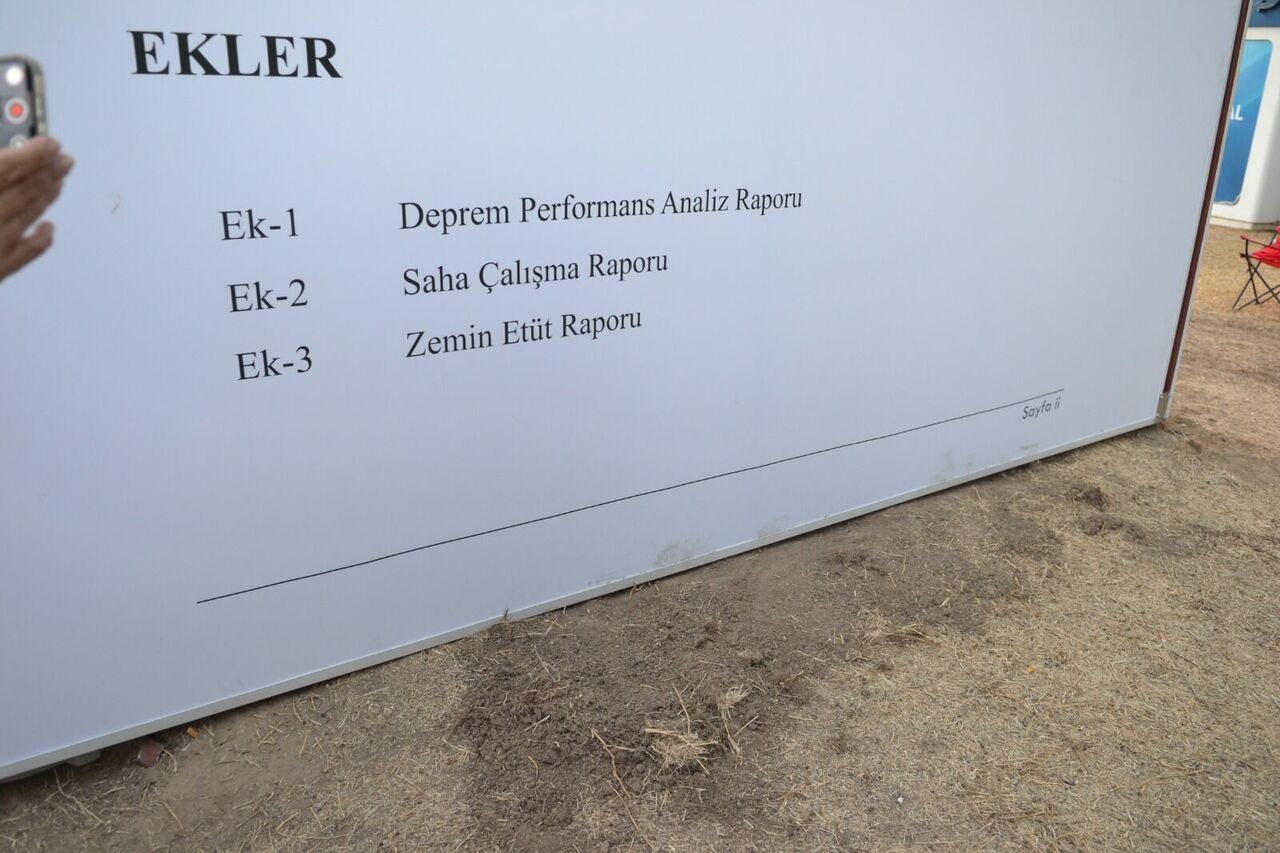 EKLER
Ek-1 Deprem Performans Analiz Raporu
Ek-2 Saha Çalışma Raporu
Ek-3 Zemin Etüt Raporu
Sayfa ii